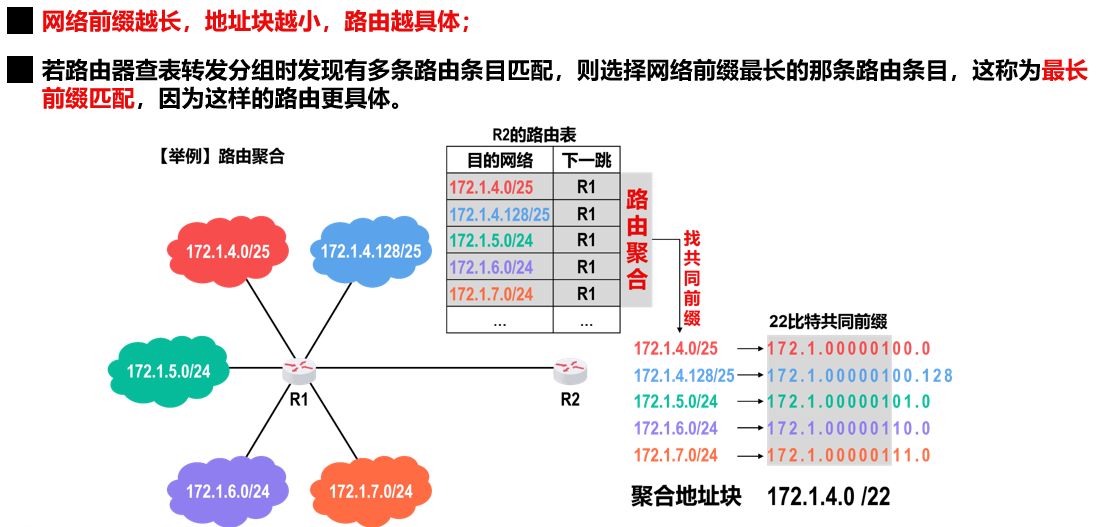 网络前缀越长，地址块越小，路由越具体；
若路由器查表转发分组时发现有多条路由条目匹配，则选择网络前缀最长的那条路由条目，这称为最长
前缀匹配，因为这样的路由更具体。
【举例】路由聚合
R2的路由表
目的网络 下一跳
172.1.4.0/25 R1
172.1.4.128/25 R1
172.1.5.0/24 R1
172.1.6.0/24 R1
172.1.7.0/24 R1
... ...
路由聚合
找共同前缀
172.1.4.0/25
172.1.4.128/25
172.1.5.0/24
R1
R2
172.1.6.0/24
172.1.7.0/24
22比特共同前缀
172.1.4.0/25 172.1.00000100.0
172.1.4.128/25 172.1.00000100.128
172.1.5.0/24 172.1.00000101.0
172.1.6.0/24 172.1.00000110.0
172.1.7.0/24 172.1.00000111.0
聚合地址块 172.1.4.0 /22